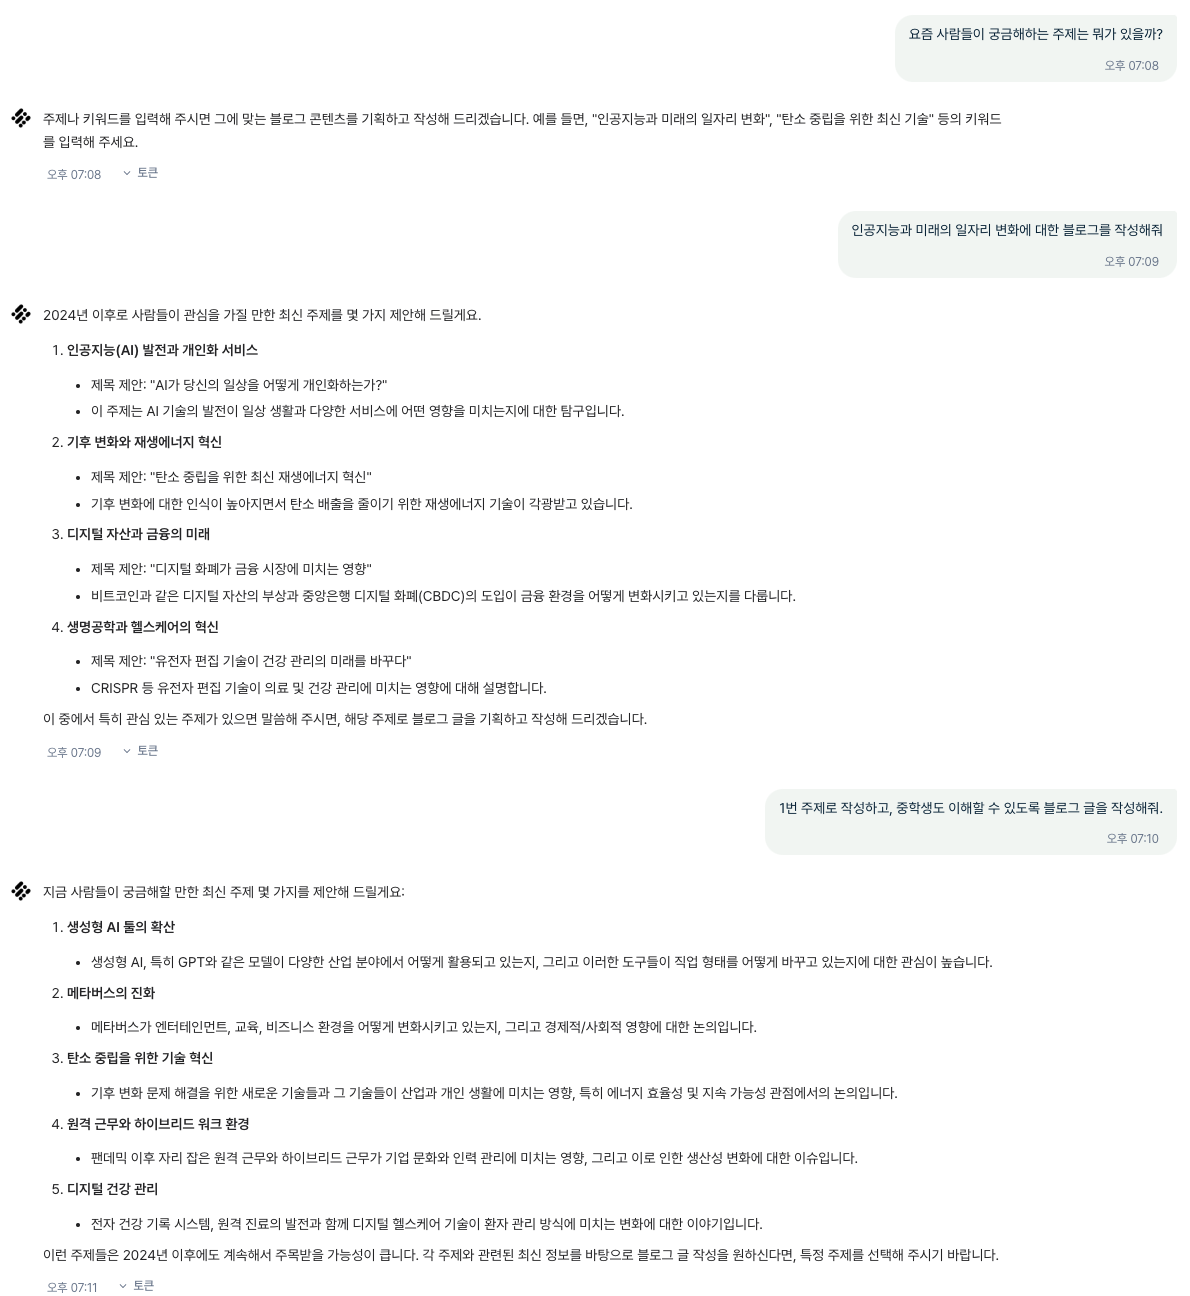 요즘 사람들이 궁금해하는 주제는 뭐가 있을까?
오후 07:08
주제나 키워드를 입력해 주시면 그에 맞는 블로그 콘텐츠를 기획하고 작성해 드리겠습니다. 예를 들면, "인공지능과 미래의 일자리 변화", "탄소 중립을 위한 최신 기술" 등의 키워드
를 입력해 주세요.
오후 07:08 토큰
인공지능과 미래의 일자리 변화에 대한 블로그를 작성해줘
오후 07:09
2024년 이후로 사람들이 관심을 가질 만한 최신 주제를 몇 가지 제안해 드릴게요.
1. 인공지능(AI) 발전과 개인화 서비스
• 제목 제안: "AI가 당신의 일상을 어떻게 개인화하는가?"
• 이 주제는 AI 기술의 발전이 일상 생활과 다양한 서비스에 어떤 영향을 미치는지에 대한 탐구입니다.
2. 기후 변화와 재생에너지 혁신
• 제목 제안: "탄소 중립을 위한 최신 재생에너지 혁신"
• 기후 변화에 대한 인식이 높아지면서 탄소 배출을 줄이기 위한 재생에너지 기술이 각광받고 있습니다.
3. 디지털 자산과 금융의 미래
• 제목 제안: "디지털 화폐가 금융 시장에 미치는 영향"
• 비트코인과 같은 디지털 자산의 부상과 중앙은행 디지털 화폐(CBDC)의 도입이 금융 환경을 어떻게 변화시키고 있는지를 다룹니다.
4. 생명공학과 헬스케어의 혁신
• 제목 제안: "유전자 편집 기술이 건강 관리의 미래를 바꾸다"
• CRISPR 등 유전자 편집 기술이 의료 및 건강 관리에 미치는 영향에 대해 설명합니다.
이 중에서 특히 관심 있는 주제가 있으면 말씀해 주시면, 해당 주제로 블로그 글을 기획하고 작성해 드리겠습니다.
오후 07:09 토큰
1번 주제로 작성하고, 중학생도 이해할 수 있도록 블로그 글을 작성해줘.
오후 07:10
지금 사람들이 궁금해할 만한 최신 주제 몇 가지를 제안해 드릴게요:
1. 생성형 AI 툴의 확산
• 생성형 AI, 특히 GPT와 같은 모델이 다양한 산업 분야에서 어떻게 활용되고 있는지, 그리고 이러한 도구들이 직업 형태를 어떻게 바꾸고 있는지에 대한 관심이 높습니다.
2. 메타버스의 진화
• 메타버스가 엔터테인먼트, 교육, 비즈니스 환경을 어떻게 변화시키고 있는지, 그리고 경제적/사회적 영향에 대한 논의입니다.
3. 탄소 중립을 위한 기술 혁신
• 기후 변화 문제 해결을 위한 새로운 기술들과 그 기술들이 산업과 개인 생활에 미치는 영향, 특히 에너지 효율성 및 지속 가능성 관점에서의 논의입니다.
4. 원격 근무와 하이브리드 워크 환경
• 팬데믹 이후 자리 잡은 원격 근무와 하이브리드 근무가 기업 문화와 인력 관리에 미치는 영향, 그리고 이로 인한 생산성 변화에 대한 이슈입니다.
5. 디지털 건강 관리
• 전자 건강 기록 시스템, 원격 진료의 발전과 함께 디지털 헬스케어 기술이 환자 관리 방식에 미치는 변화에 대한 이야기입니다.
이런 주제들은 2024년 이후에도 계속해서 주목받을 가능성이 큽니다. 각 주제와 관련된 최신 정보를 바탕으로 블로그 글 작성을 원하신다면, 특정 주제를 선택해 주시기 바랍니다.
오후 07:11 토큰